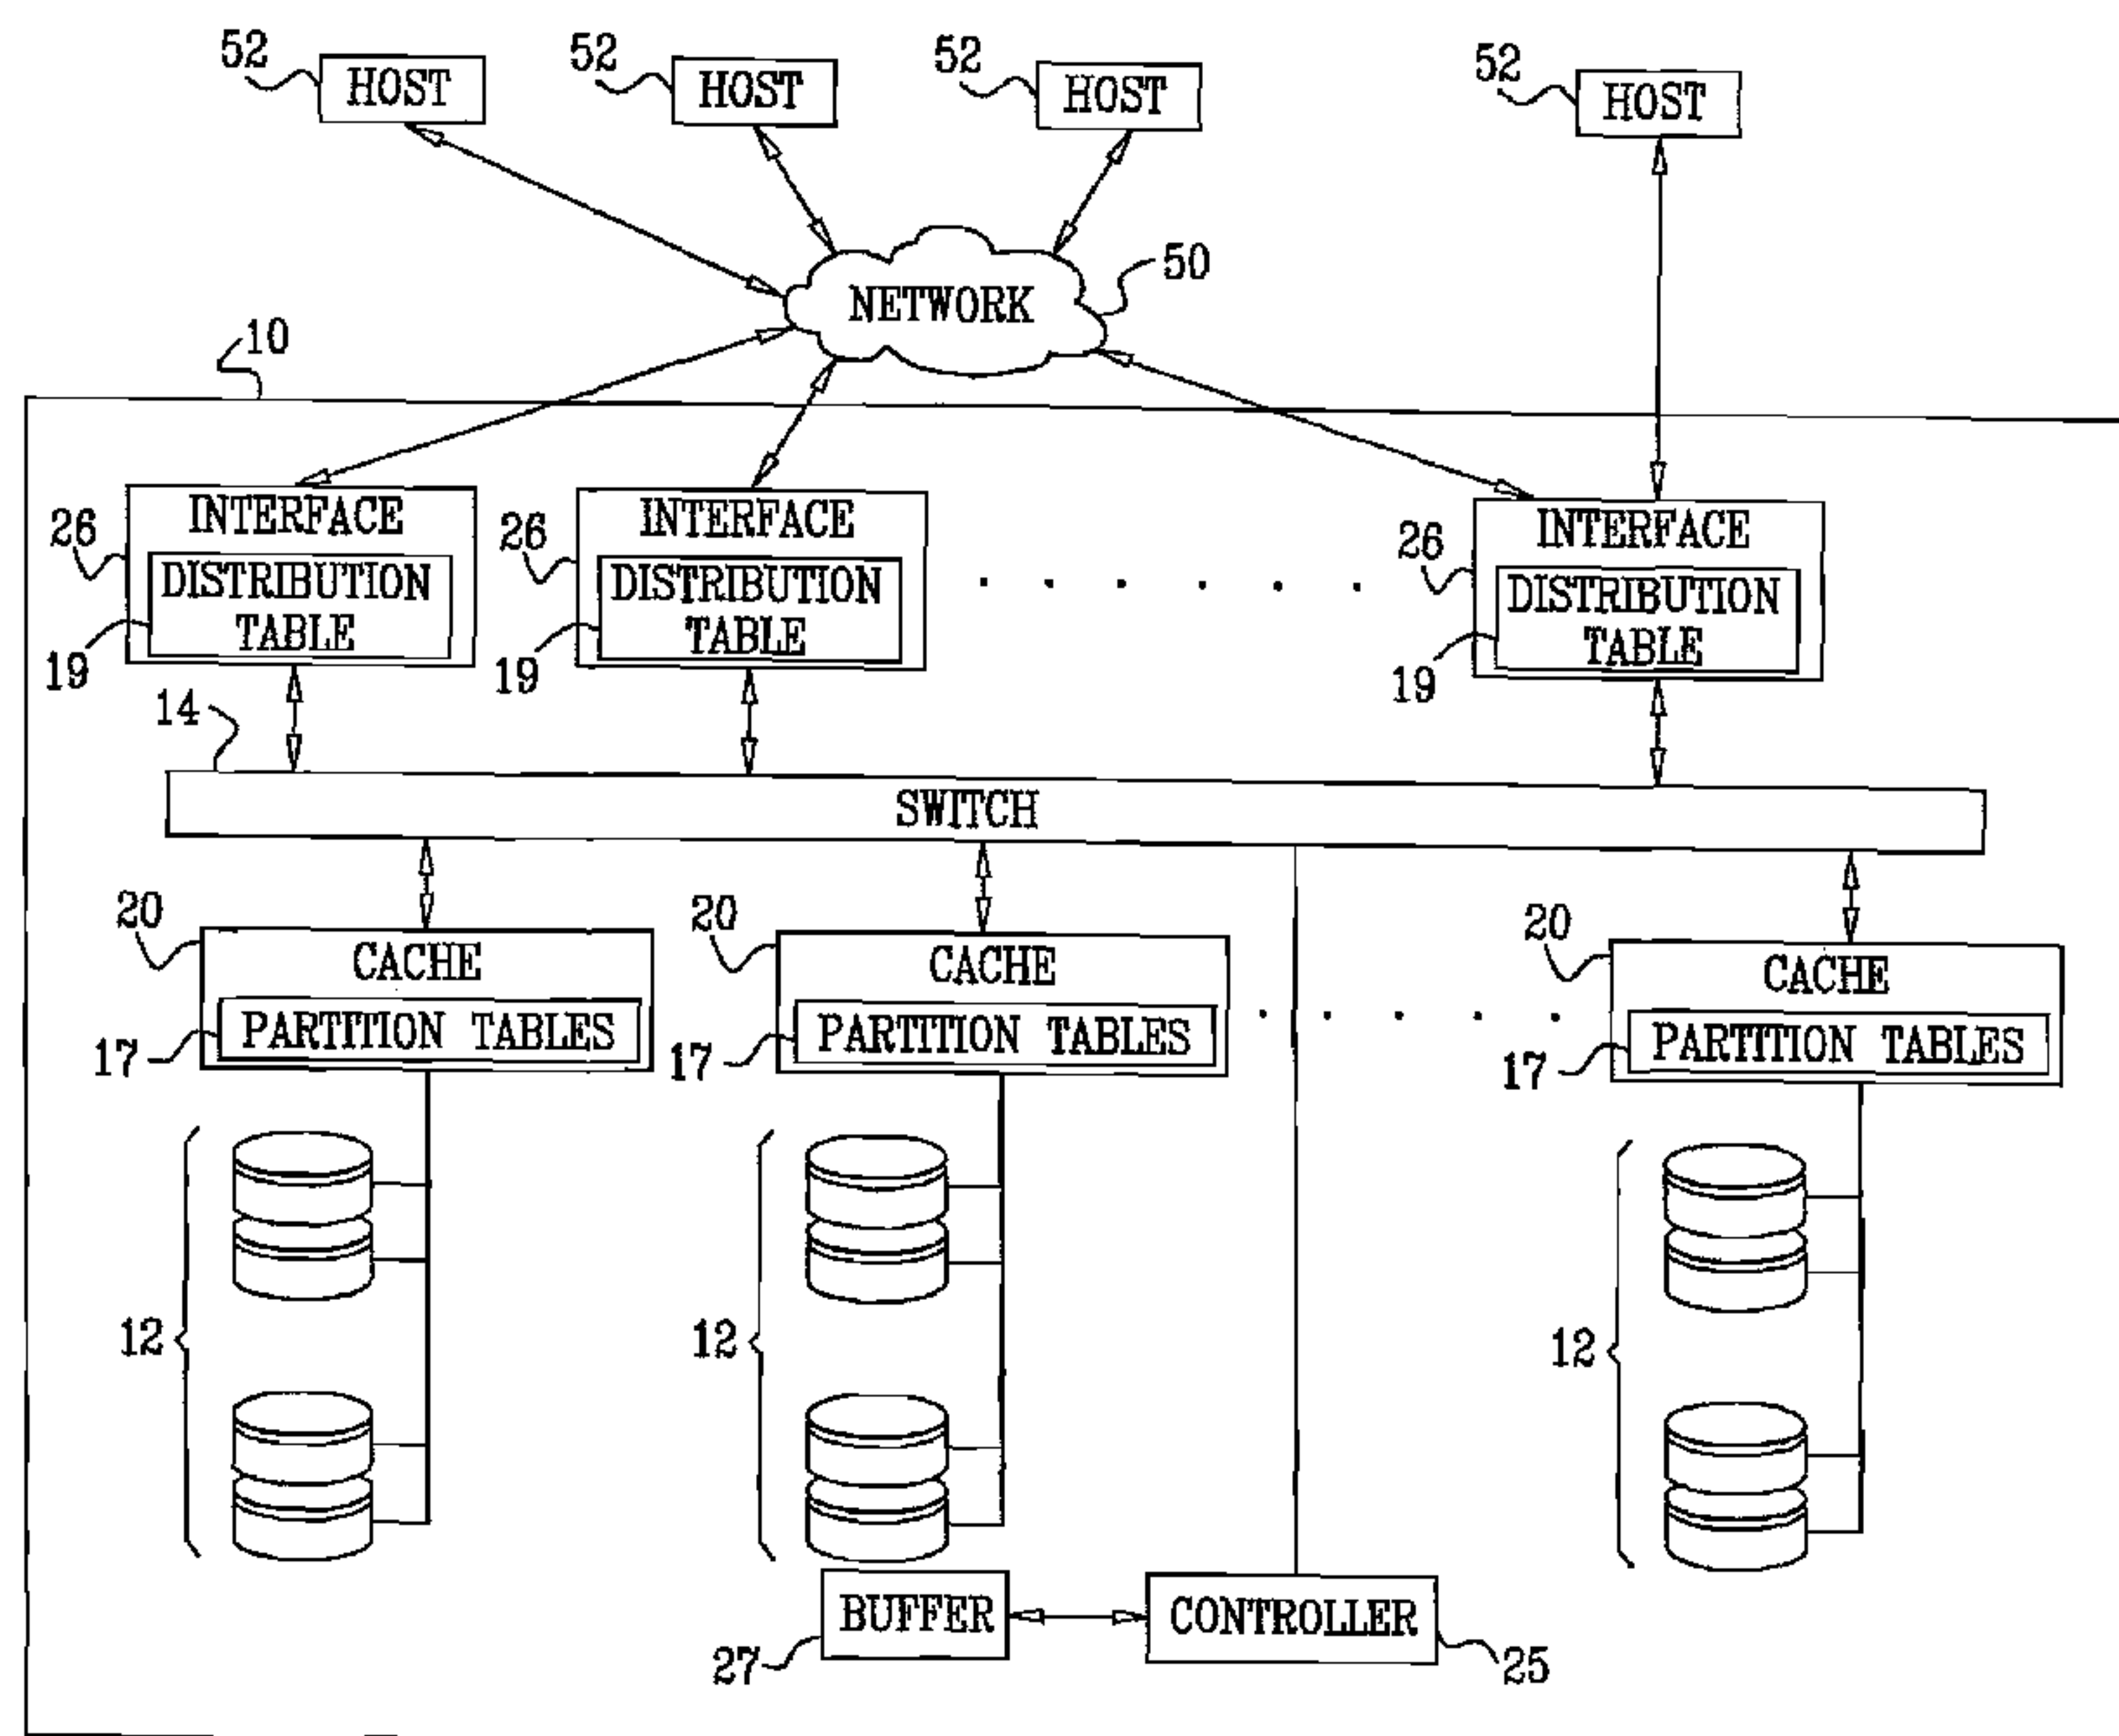 52 HOST 52 HOST 52 HOST 52 HOST
NETWORK 50
10
INTERFACE INTERFACE INTERFACE
26 26 26
DISTRIBUTION DISTRIBUTION DISTRIBUTION
TABLE TABLE TABLE
19 19 19
14
SWITCH
20 20 20
CACHE CACHE CACHE
PARTITION TABLES PARTITION TABLES PARTITION TABLES
17 17 17
12 12 12
BUFFER CONTROLLER
27 25